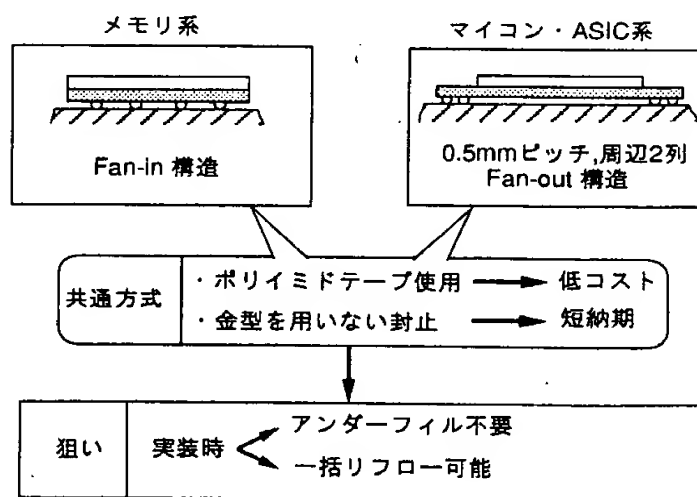 メモリ系
マイコン・ASIC系
Fan-in 構造
0.5mmピッチ,周辺2列
Fan-out 構造
共通方式
・ポリイミドテープ使用 → 低コスト
・金型を用いない封止 → 短納期
狙い
実装時
アンダーフィル不要
一括リフロー可能